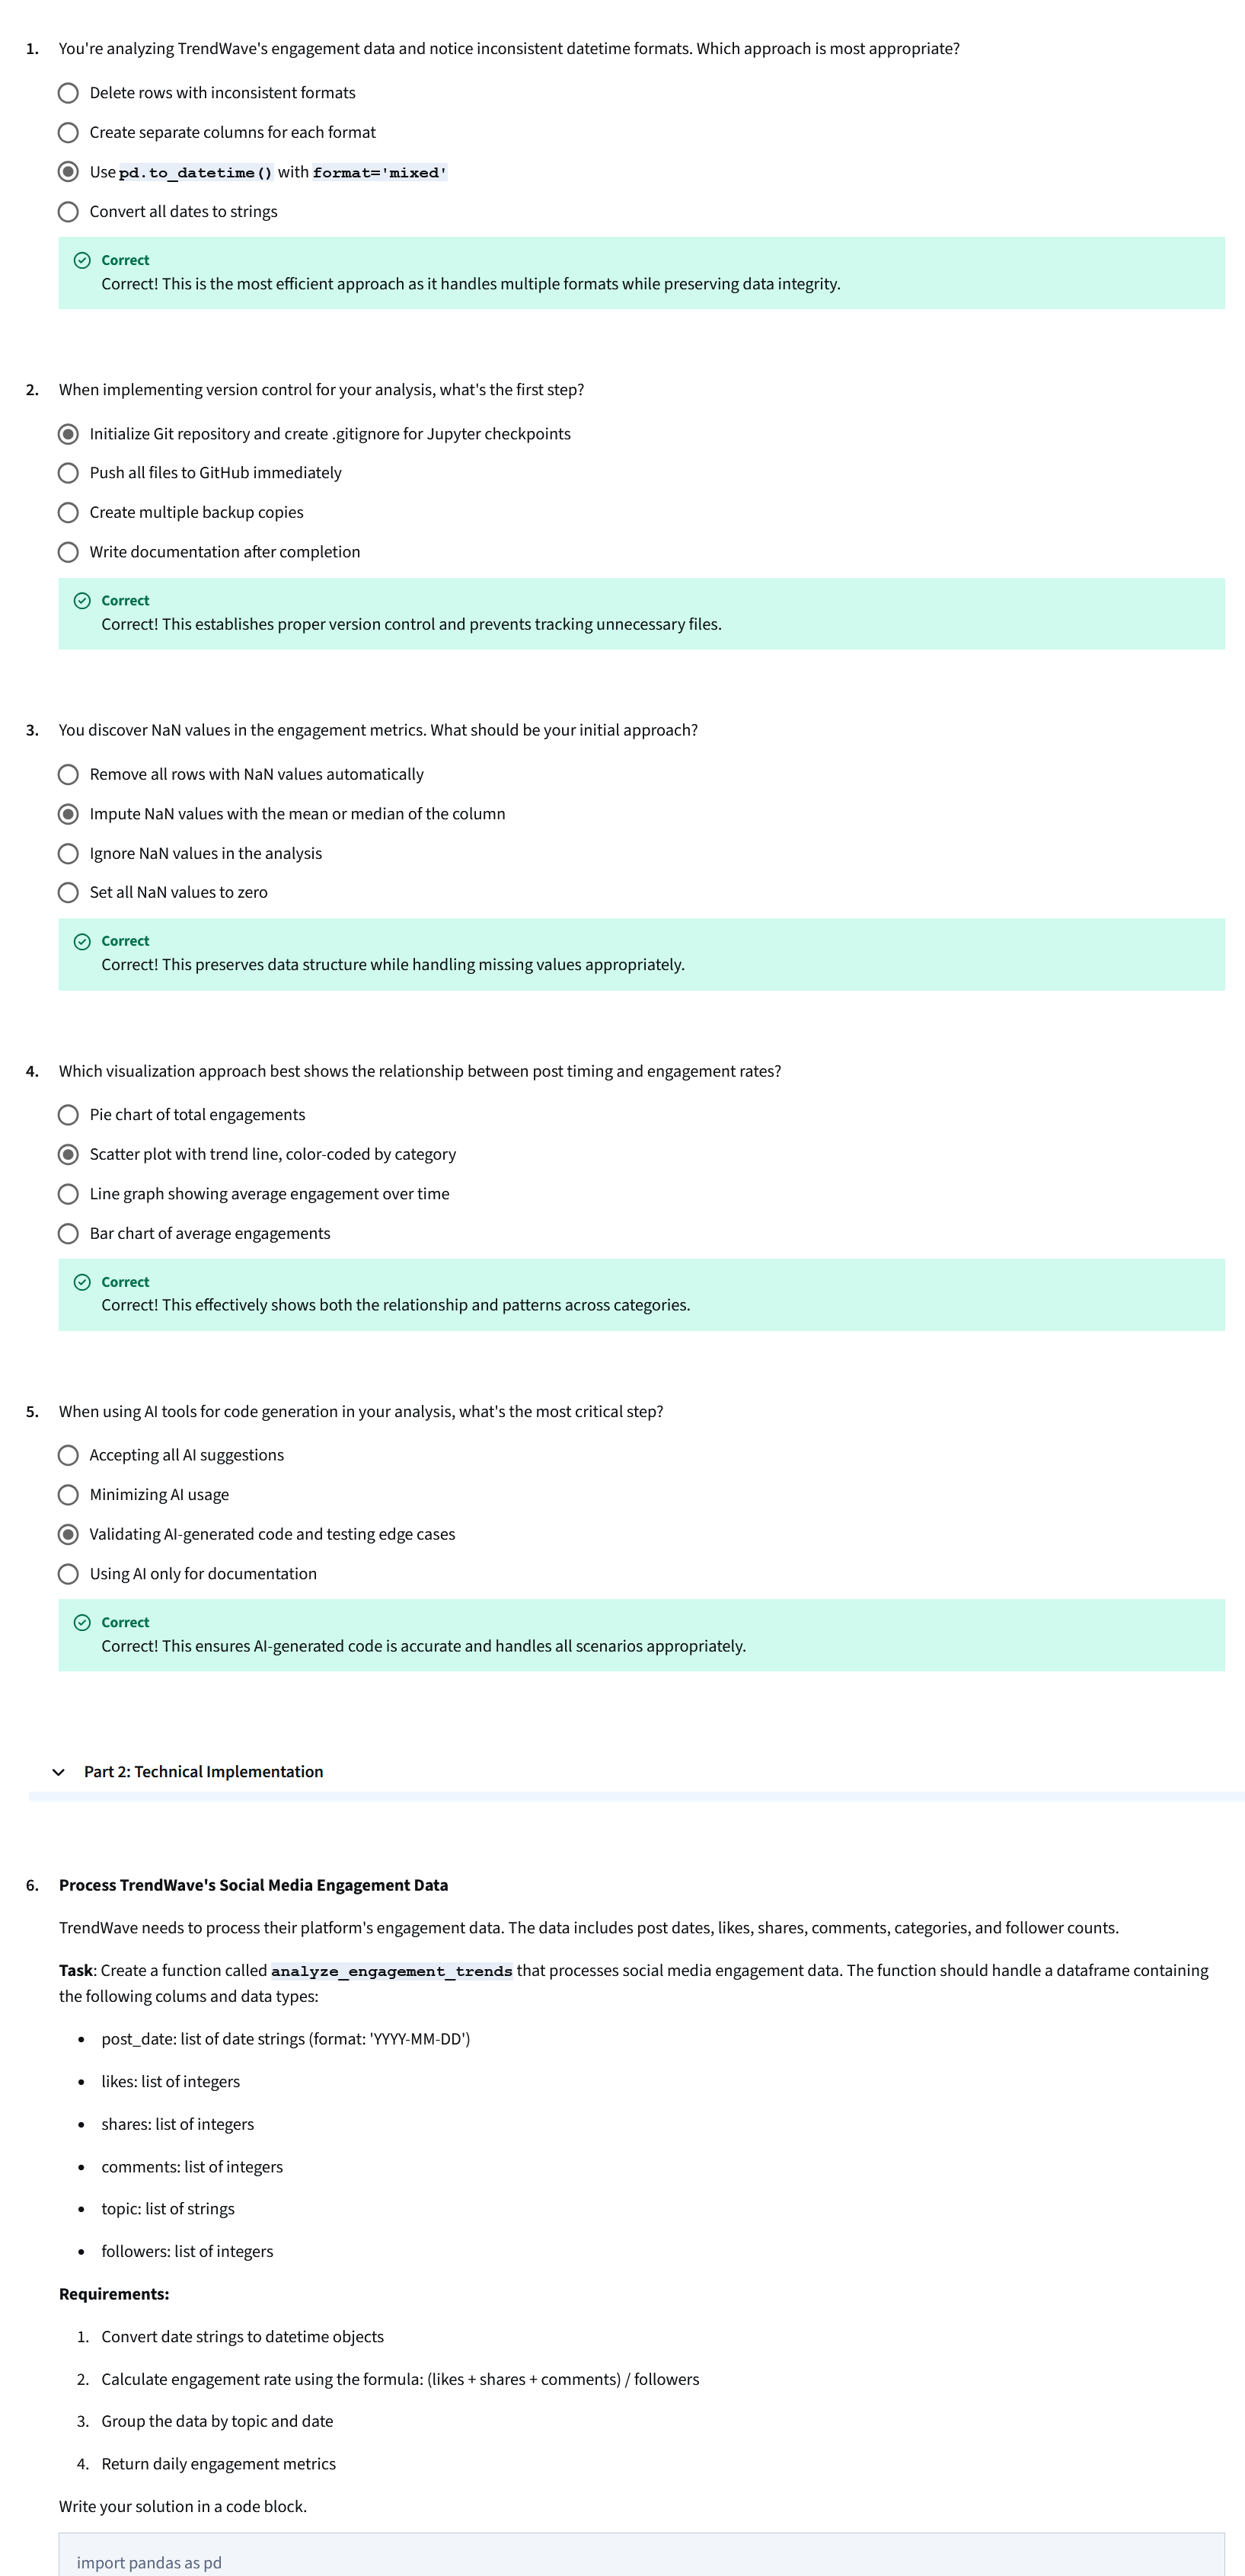 1. You're analyzing TrendWave's engagement data and notice inconsistent datetime formats. Which approach is most appropriate?
Delete rows with inconsistent formats
Create separate columns for each format
Use pd.to_datetime() with format='mixed'
Convert all dates to strings
Correct
Correct! This is the most efficient approach as it handles multiple formats while preserving data integrity.
2. When implementing version control for your analysis, what's the first step?
Initialize Git repository and create .gitignore for Jupyter checkpoints
Push all files to GitHub immediately
Create multiple backup copies
Write documentation after completion
Correct
Correct! This establishes proper version control and prevents tracking unnecessary files.
3. You discover NaN values in the engagement metrics. What should be your initial approach?
Remove all rows with NaN values automatically
Impute NaN values with the mean or median of the column
Ignore NaN values in the analysis
Set all NaN values to zero
Correct
Correct! This preserves data structure while handling missing values appropriately.
4. Which visualization approach best shows the relationship between post timing and engagement rates?
Pie chart of total engagements
Scatter plot with trend line, color-coded by category
Line graph showing average engagement over time
Bar chart of average engagements
Correct
Correct! This effectively shows both the relationship and patterns across categories.
5. When using AI tools for code generation in your analysis, what's the most critical step?
Accepting all AI suggestions
Minimizing AI usage
Validating AI-generated code and testing edge cases
Using AI only for documentation
Correct
Correct! This ensures AI-generated code is accurate and handles all scenarios appropriately.
Part 2: Technical Implementation
6. Process TrendWave's Social Media Engagement Data
TrendWave needs to process their platform's engagement data. The data includes post dates, likes, shares, comments, categories, and follower counts.
Task: Create a function called analyze_engagement_trends that processes social media engagement data. The function should handle a dataframe containing
the following colums and data types:
• post_date: list of date strings (format: 'YYYY-MM-DD')
• likes: list of integers
• shares: list of integers
• comments: list of integers
• topic: list of strings
• followers: list of integers
Requirements:
1. Convert date strings to datetime objects
2. Calculate engagement rate using the formula: (likes + shares + comments) / followers
3. Group the data by topic and date
4. Return daily engagement metrics
Write your solution in a code block.
import pandas as pd